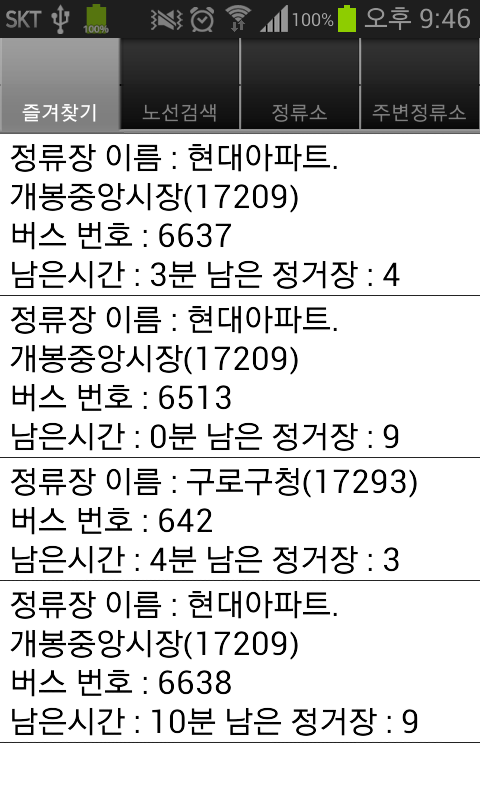 SKT 100% 100% 오후 9:46
즐겨찾기 노선검색 정류소 주변정류소
정류장 이름 : 현대아파트.
개봉중앙시장(17209)
버스 번호 : 6637
남은시간 : 3분 남은 정거장 : 4
정류장 이름 : 현대아파트.
개봉중앙시장(17209)
버스 번호 : 6513
남은시간 : 0분 남은 정거장 : 9
정류장 이름 : 구로구청(17293)
버스 번호 : 642
남은시간 : 4분 남은 정거장 : 3
정류장 이름 : 현대아파트.
개봉중앙시장(17209)
버스 번호 : 6638
남은시간 : 10분 남은 정거장 : 9